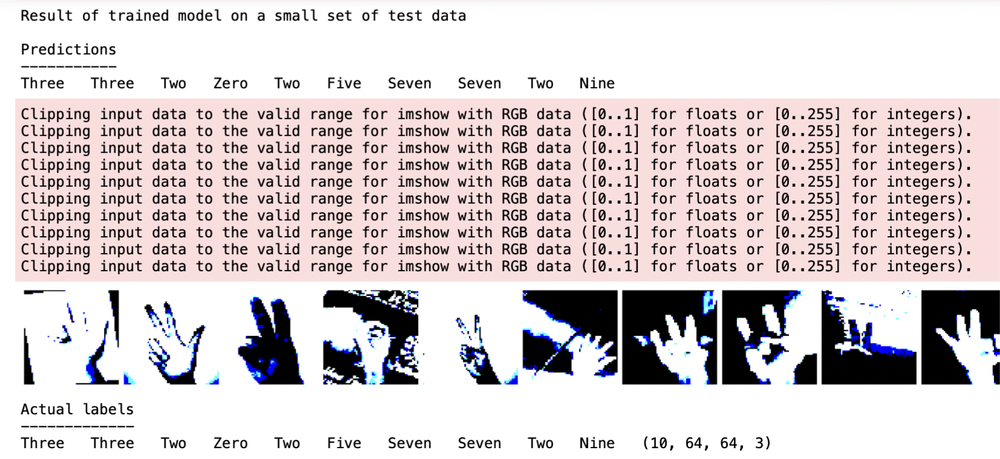 Result of trained model on a small set of test data
Predictions
-----------
Three Three Two Zero Two Five Seven Seven Two Nine
Clipping input data to the valid range for imshow with RGB data ([0..1] for floats or [0..255] for integers).
Clipping input data to the valid range for imshow with RGB data ([0..1] for floats or [0..255] for integers).
Clipping input data to the valid range for imshow with RGB data ([0..1] for floats or [0..255] for integers).
Clipping input data to the valid range for imshow with RGB data ([0..1] for floats or [0..255] for integers).
Clipping input data to the valid range for imshow with RGB data ([0..1] for floats or [0..255] for integers).
Clipping input data to the valid range for imshow with RGB data ([0..1] for floats or [0..255] for integers).
Clipping input data to the valid range for imshow with RGB data ([0..1] for floats or [0..255] for integers).
Clipping input data to the valid range for imshow with RGB data ([0..1] for floats or [0..255] for integers).
Clipping input data to the valid range for imshow with RGB data ([0..1] for floats or [0..255] for integers).
Clipping input data to the valid range for imshow with RGB data ([0..1] for floats or [0..255] for integers).
Actual labels
-------------
Three Three Two Zero Two Five Seven Seven Two Nine (10, 64, 64, 3)